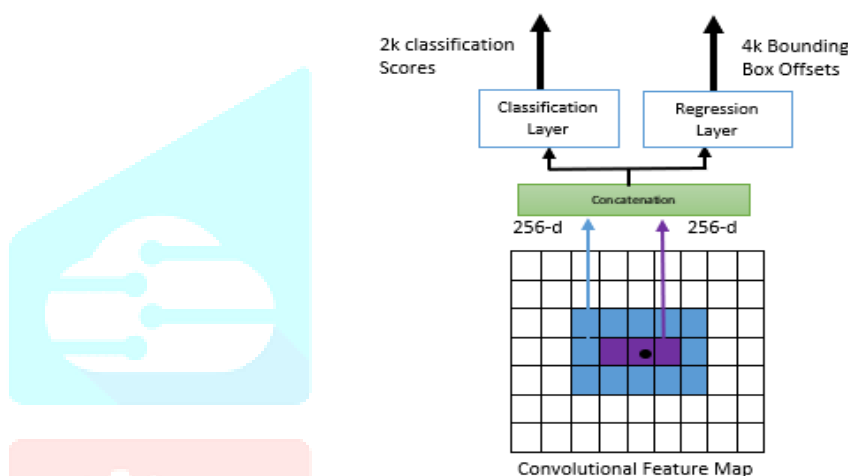 2k classification
Scores
4k Bounding
Box Offsets
Classification
Layer
Regression
Layer
Concatenation
256-d
256-d
Convolutional Feature Map